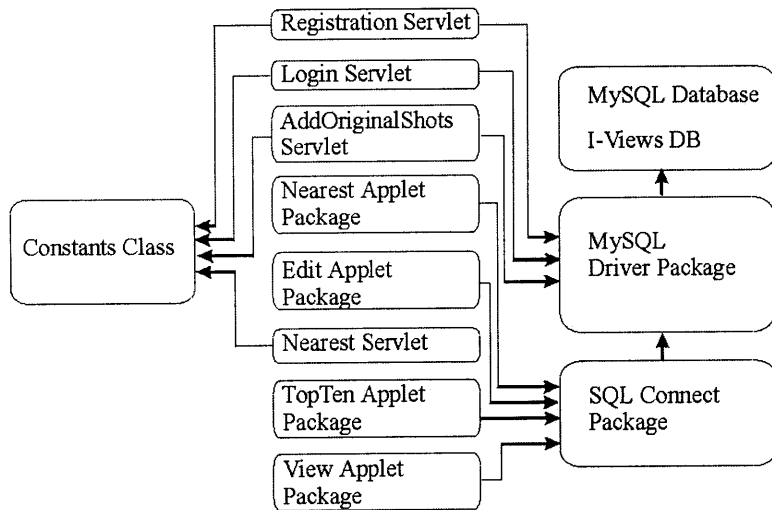 Registration Servlet
Login Servlet
AddOriginalShots
Servlet
Nearest Applet
Package
Edit Applet
Package
Nearest Servlet
TopTen Applet
Package
View Applet
Package
Constants Class
MySQL Database
I-Views DB
MySQL
Driver Package
SQL Connect
Package